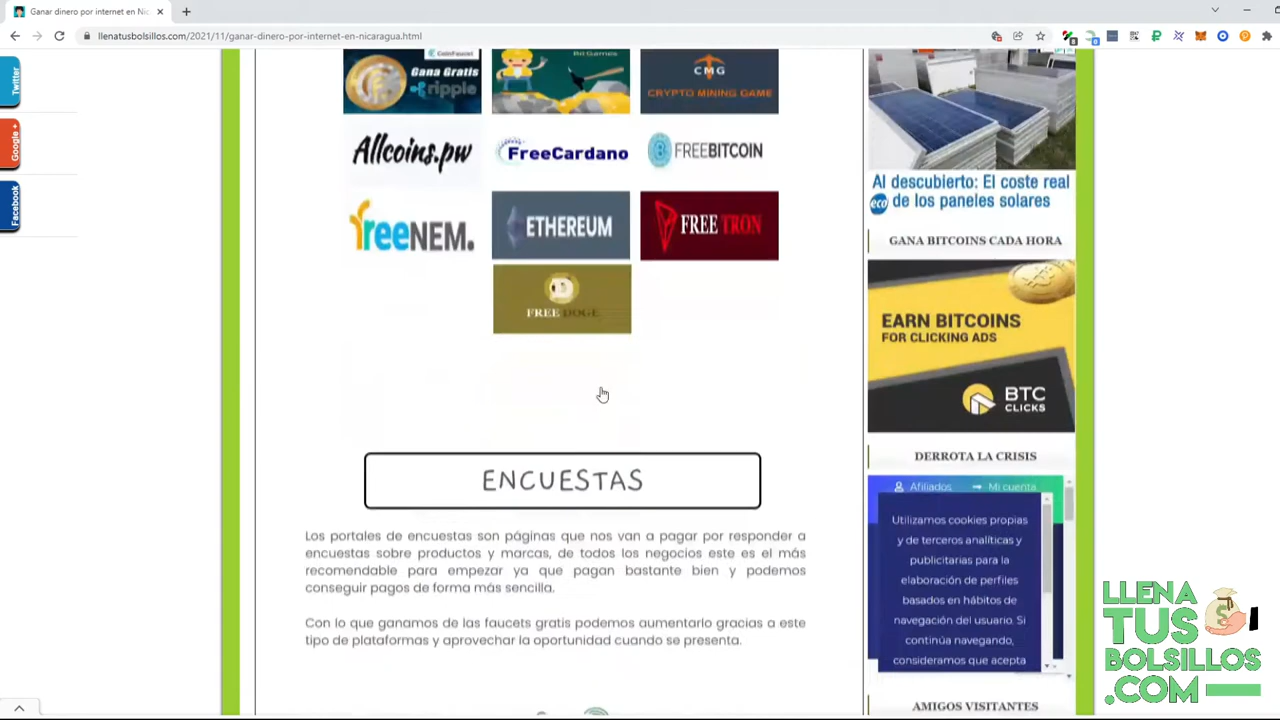 Ganar dinero por internet en Nic
llenatusbolsillos.com/2021/11/ganar-dinero-por-internet-en-nicaragua.html
Twitter
Google +
Facebook
CoinFaucet
Gana Gratis
ripple
Bit Games
CMG
CRYPTO MINING GAME
Allcoins.pw
FreeCardano
FREEBITCOIN
freeNEM.
ETHEREUM
FREE TRON
FREE DOGE
ENCUESTAS
Los portales de encuestas son páginas que nos van a pagar por responder a
encuestas sobre productos y marcas, de todos los negocios este es el más
recomendable para empezar ya que pagan bastante bien y podemos
conseguir pagos de forma más sencilla.
Con lo que ganamos de las faucets gratis podemos aumentarlo gracias a este
tipo de plataformas y aprovechar la oportunidad cuando se presenta.
Al descubierto: El coste real
eco de los paneles solares
GANA BITCOINS CADA HORA
EARN BITCOINS
FOR CLICKING ADS
BTC
CLICKS
DERROTA LA CRISIS
Afiliados Mi cuenta
Utilizamos cookies propias
y de terceros analíticas y
publicitarias para la
elaboración de perfiles
basados en hábitos de
navegación del usuario. Si
continúa navegando,
consideramos que acepta
AMIGOS VISITANTES
LLENA
TUS
BOLSILLOS
.COM